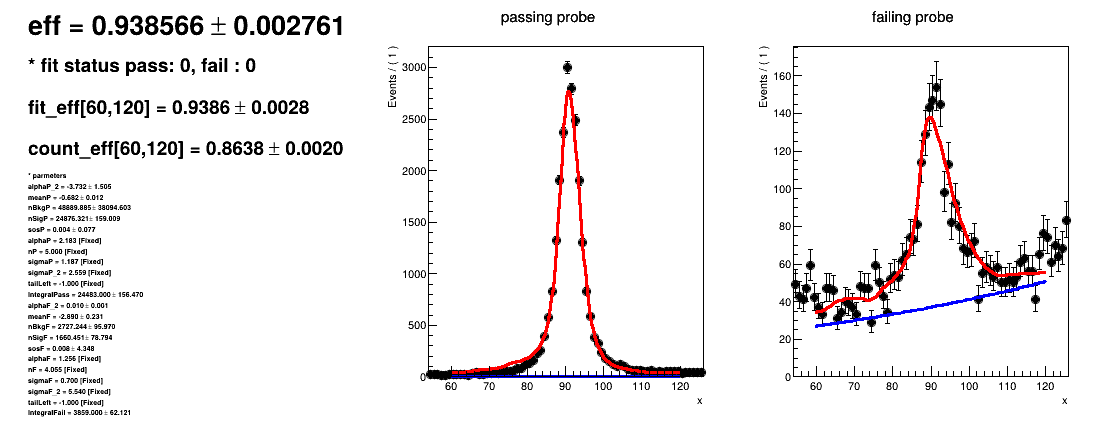 eff = 0.938566 ± 0.002761
* fit status pass: 0, fail : 0
fit_eff[60,120] = 0.9386 ± 0.0028
count_eff[60,120] = 0.8638 ± 0.0020
* parmeters
alphaP_2 = -3.732 ± 1.505
meanP = -0.682 ± 0.012
nBkgP = 48889.885 ± 38094.603
nSigP = 24876.321 ± 159.009
sosP = 0.004 ± 0.077
alphaP = 2.183 [Fixed]
nP = 5.000 [Fixed]
sigmaP = 1.187 [Fixed]
sigmaP_2 = 2.559 [Fixed]
tailLeft = -1.000 [Fixed]
IntegralPass = 24483.000 ± 156.470
alphaF_2 = 0.010 ± 0.001
meanF = -2.890 ± 0.231
nBkgF = 2727.244 ± 95.970
nSigF = 1660.451 ± 78.794
sosF = 0.008 ± 4.348
alphaF = 1.256 [Fixed]
nF = 4.055 [Fixed]
sigmaF = 0.700 [Fixed]
sigmaF_2 = 5.540 [Fixed]
tailLeft = -1.000 [Fixed]
IntegralFail = 3859.000 ± 62.121
passing probe
Events / ( 1 )
3000
2500
2000
1500
1000
500
0
60 70 80 90 100 110 120
x
failing probe
Events / ( 1 )
160
140
120
100
80
60
40
20
0
60 70 80 90 100 110 120
x